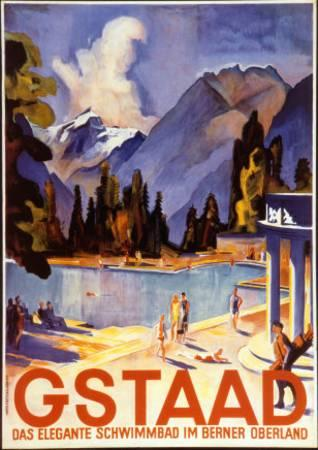 GSTAAD
DAS ELEGANTE SCHWIMMBAD IM BERNER OBERLAND